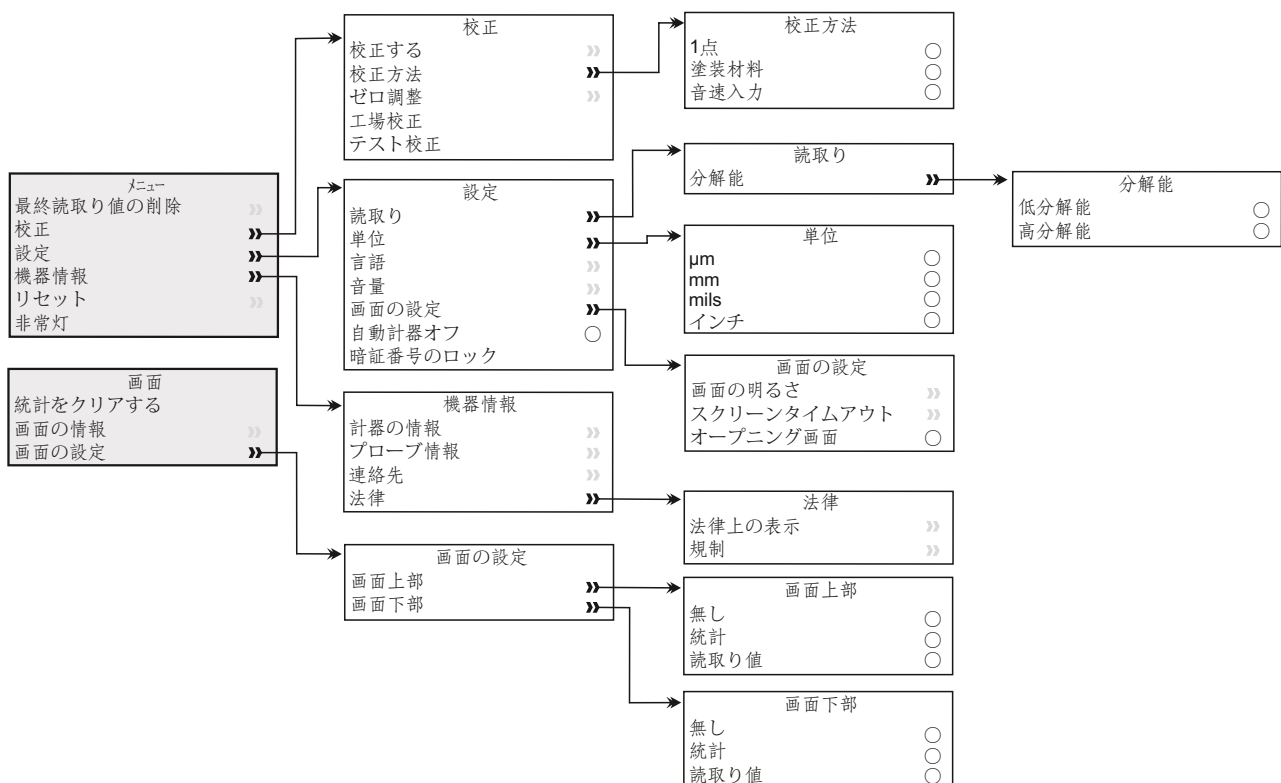 メニュー
最終読取り値の削除
校正
設定
機器情報
リセット
非常灯
画面
統計をクリアする
画面の情報
画面の設定
校正
校正する
校正方法
ゼロ調整
工場校正
テスト校正
設定
読取り
単位
言語
音量
画面の設定
自動計器オフ
暗証番号のロック
機器情報
計器の情報
プローブ情報
連絡先
法律
画面の設定
画面上部
画面下部
校正方法
1点
塗装材料
音速入力
読取り
分解能
単位
µm
mm
mils
インチ
画面の設定
画面の明るさ
スクリーンタイムアウト
オープニング画面
法律
法律上の表示
規制
画面上部
無し
統計
読取り値
画面下部
無し
統計
読取り値
分解能
低分解能
高分解能